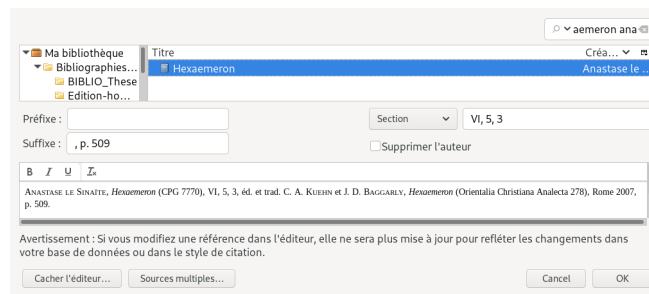 aemeron ana
Ma bibliothèque
Titre
Créa...
Bibliographies...
Hexaemeron
Anastase le ...
BIBLIO_These
Edition-ho...
Préfixe :
Section
VI, 5, 3
Suffixe :
, p. 509
Supprimer l'auteur
B I U Tx
Anastase le Sinaïte, Hexaemeron (CPG 7770), VI, 5, 3, éd. et trad. C. A. Kuehn et J. D. Baggarly, Hexaemeron (Orientalia Christiana Analecta 278), Rome 2007,
p. 509.
Avertissement : Si vous modifiez une référence dans l'éditeur, elle ne sera plus mise à jour pour refléter les changements dans
votre base de données ou dans le style de citation.
Cacher l'éditeur...
Sources multiples...
Cancel
OK